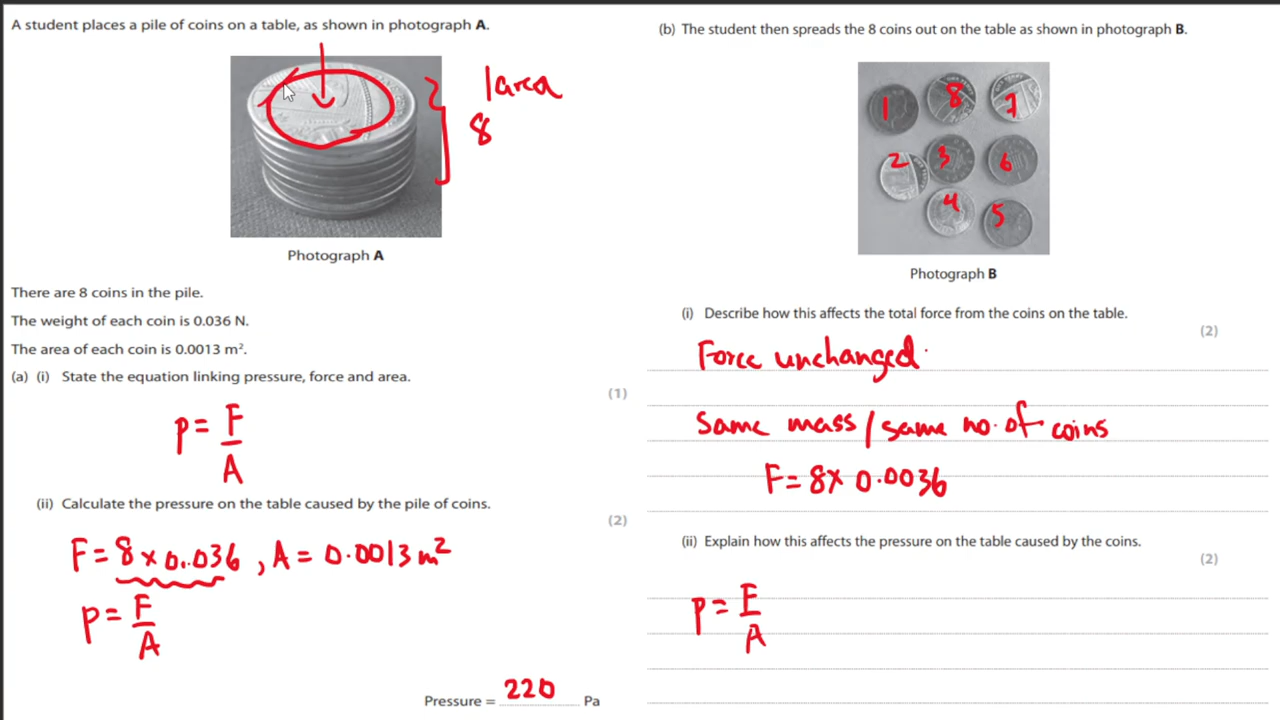 A student places a pile of coins on a table, as shown in photograph A.
1area
8
Photograph A
There are 8 coins in the pile.
The weight of each coin is 0.036 N.
The area of each coin is 0.0013 m².
(a) (i) State the equation linking pressure, force and area.
(1)
p = F
A
(ii) Calculate the pressure on the table caused by the pile of coins.
(2)
F = 8 × 0.036 , A = 0.0013 m²
p = F
A
Pressure = 220 Pa
(b) The student then spreads the 8 coins out on the table as shown in photograph B.
1 8 7
2 3 6
4 5
Photograph B
(i) Describe how this affects the total force from the coins on the table.
(2)
Force unchanged.
Same mass / same no. of coins
F = 8 × 0.0036
(ii) Explain how this affects the pressure on the table caused by the coins.
(2)
p = F
A